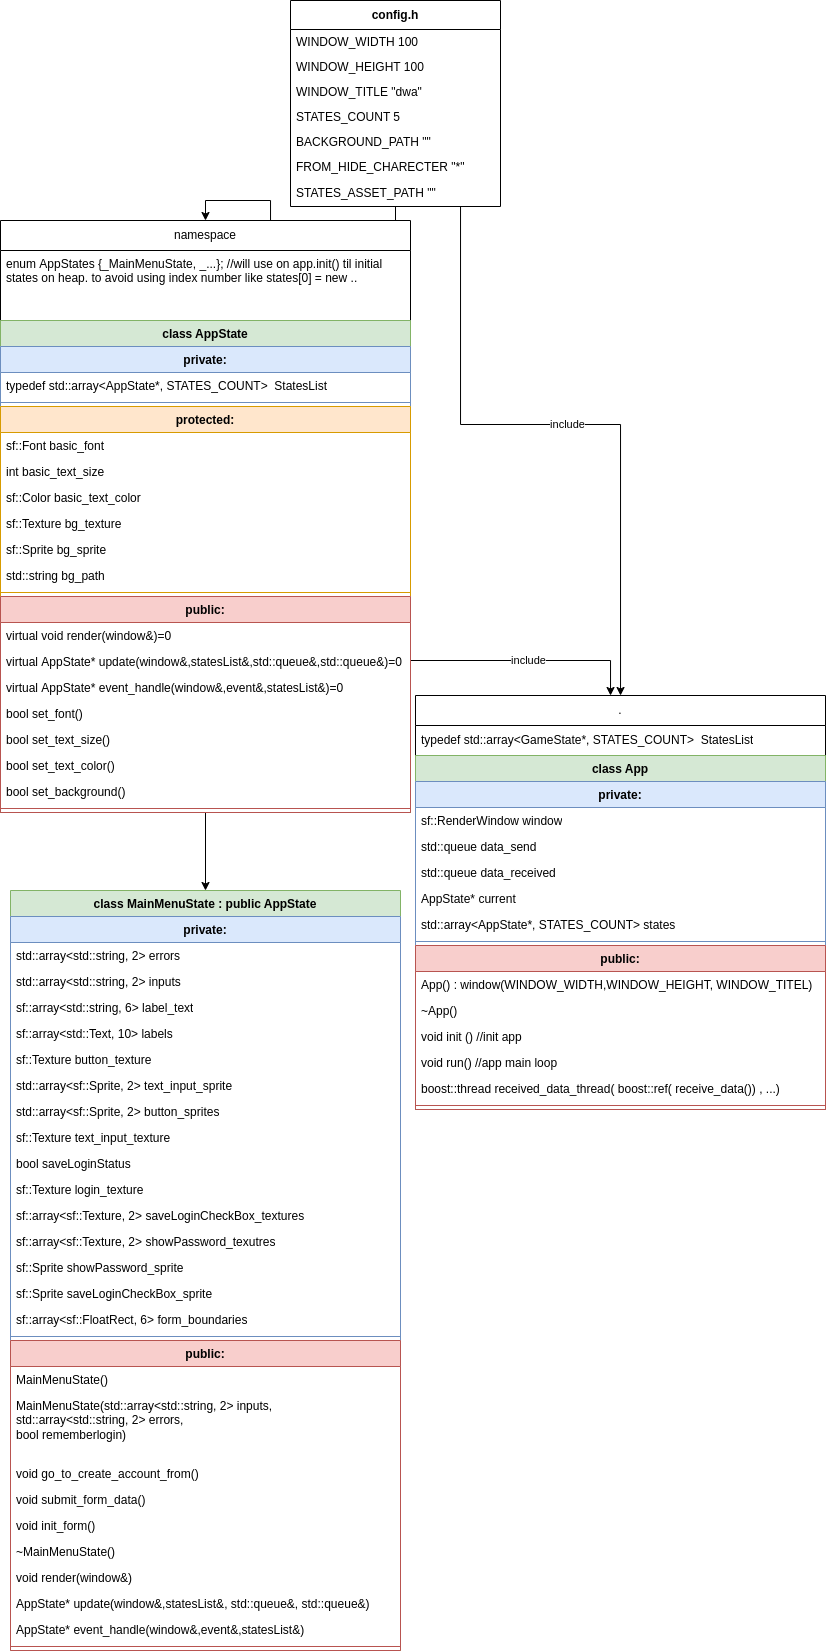 config.h
WINDOW_WIDTH 100
WINDOW_HEIGHT 100
WINDOW_TITLE "dwa"
STATES_COUNT 5
BACKGROUND_PATH ""
FROM_HIDE_CHARECTER "*"
STATES_ASSET_PATH ""
namespace
enum AppStates {_MainMenuState, _...}; //will use on app.init() til initial
states on heap. to avoid using index number like states[0] = new ..
class AppState
private:
typedef std::array<AppState*, STATES_COUNT>  StatesList
protected:
sf::Font basic_font
int basic_text_size
sf::Color basic_text_color
sf::Texture bg_texture
sf::Sprite bg_sprite
std::string bg_path
public:
virtual void render(window&)=0
virtual AppState* update(window&,statesList&,std::queue&,std::queue&)=0
virtual AppState* event_handle(window&,event&,statesList&)=0
bool set_font()
bool set_text_size()
bool set_text_color()
bool set_background()
include
include
.
typedef std::array<GameState*, STATES_COUNT>  StatesList
class App
private:
sf::RenderWindow window
std::queue data_send
std::queue data_received
AppState* current
std::array<AppState*, STATES_COUNT> states
public:
App() : window(WINDOW_WIDTH,WINDOW_HEIGHT, WINDOW_TITEL)
~App()
void init () //init app
void run() //app main loop
boost::thread received_data_thread( boost::ref( receive_data()) , ...)
class MainMenuState : public AppState
private:
std::array<std::string, 2> errors
std::array<std::string, 2> inputs
sf::array<std::string, 6> label_text
sf::array<std::Text, 10> labels
sf::Texture button_texture
std::array<sf::Sprite, 2> text_input_sprite
std::array<sf::Sprite, 2> button_sprites
sf::Texture text_input_texture
bool saveLoginStatus
sf::Texture login_texture
sf::array<sf::Texture, 2> saveLoginCheckBox_textures
sf::array<sf::Texture, 2> showPassword_texutres
sf::Sprite showPassword_sprite
sf::Sprite saveLoginCheckBox_sprite
sf::array<sf::FloatRect, 6> form_boundaries
public:
MainMenuState()
MainMenuState(std::array<std::string, 2> inputs,
std::array<std::string, 2> errors,
bool rememberlogin)
void go_to_create_account_from()
void submit_form_data()
void init_form()
~MainMenuState()
void render(window&)
AppState* update(window&,statesList&, std::queue&, std::queue&)
AppState* event_handle(window&,event&,statesList&)